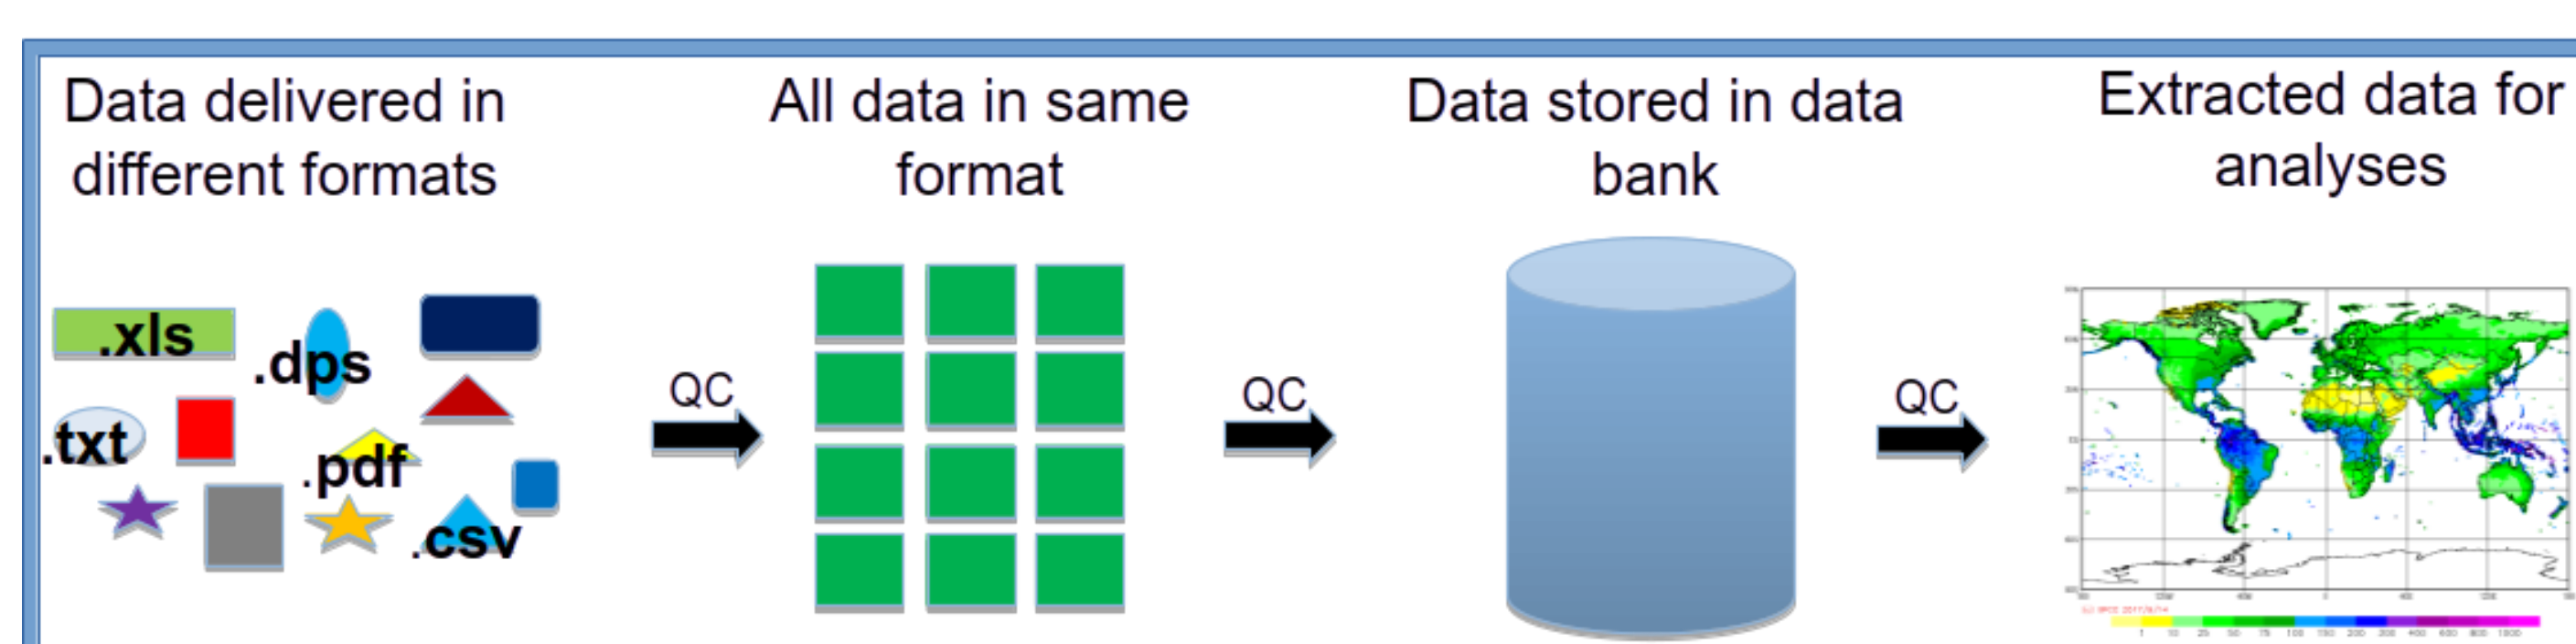 Data delivered in
different formats
All data in same
format
Data stored in data
bank
Extracted data for
analyses
.xls
.dps
.txt
.pdf
.csv
QC
QC
QC